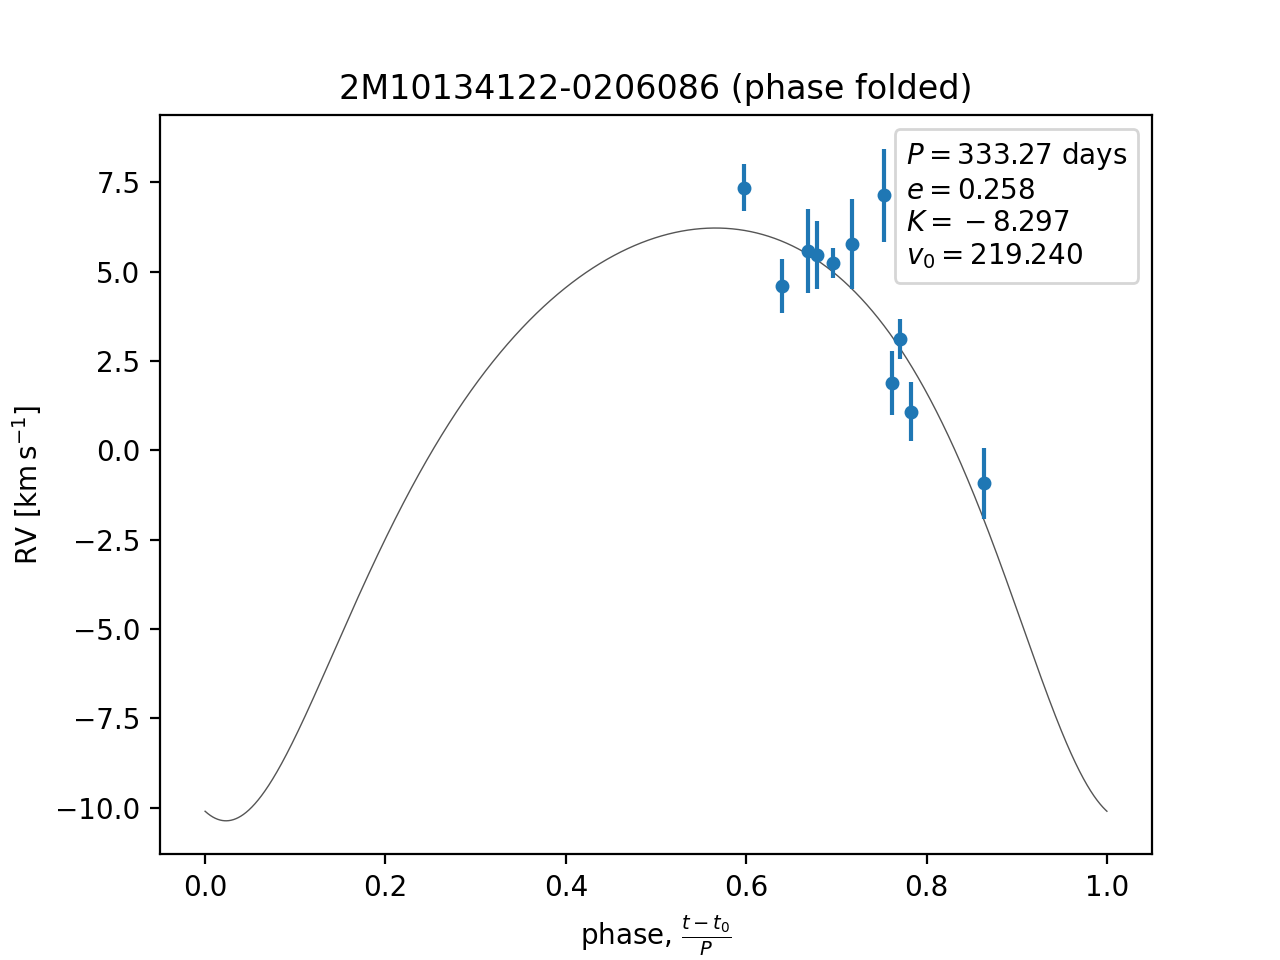 2M10134122-0206086 (phase folded)
P = 333.27 days
e = 0.258
K = −8.297
v₀ = 219.240
7.5
5.0
2.5
0.0
−2.5
−5.0
−7.5
−10.0
RV [km s⁻¹]
0.0 0.2 0.4 0.6 0.8 1.0
phase, (t − t₀)/P